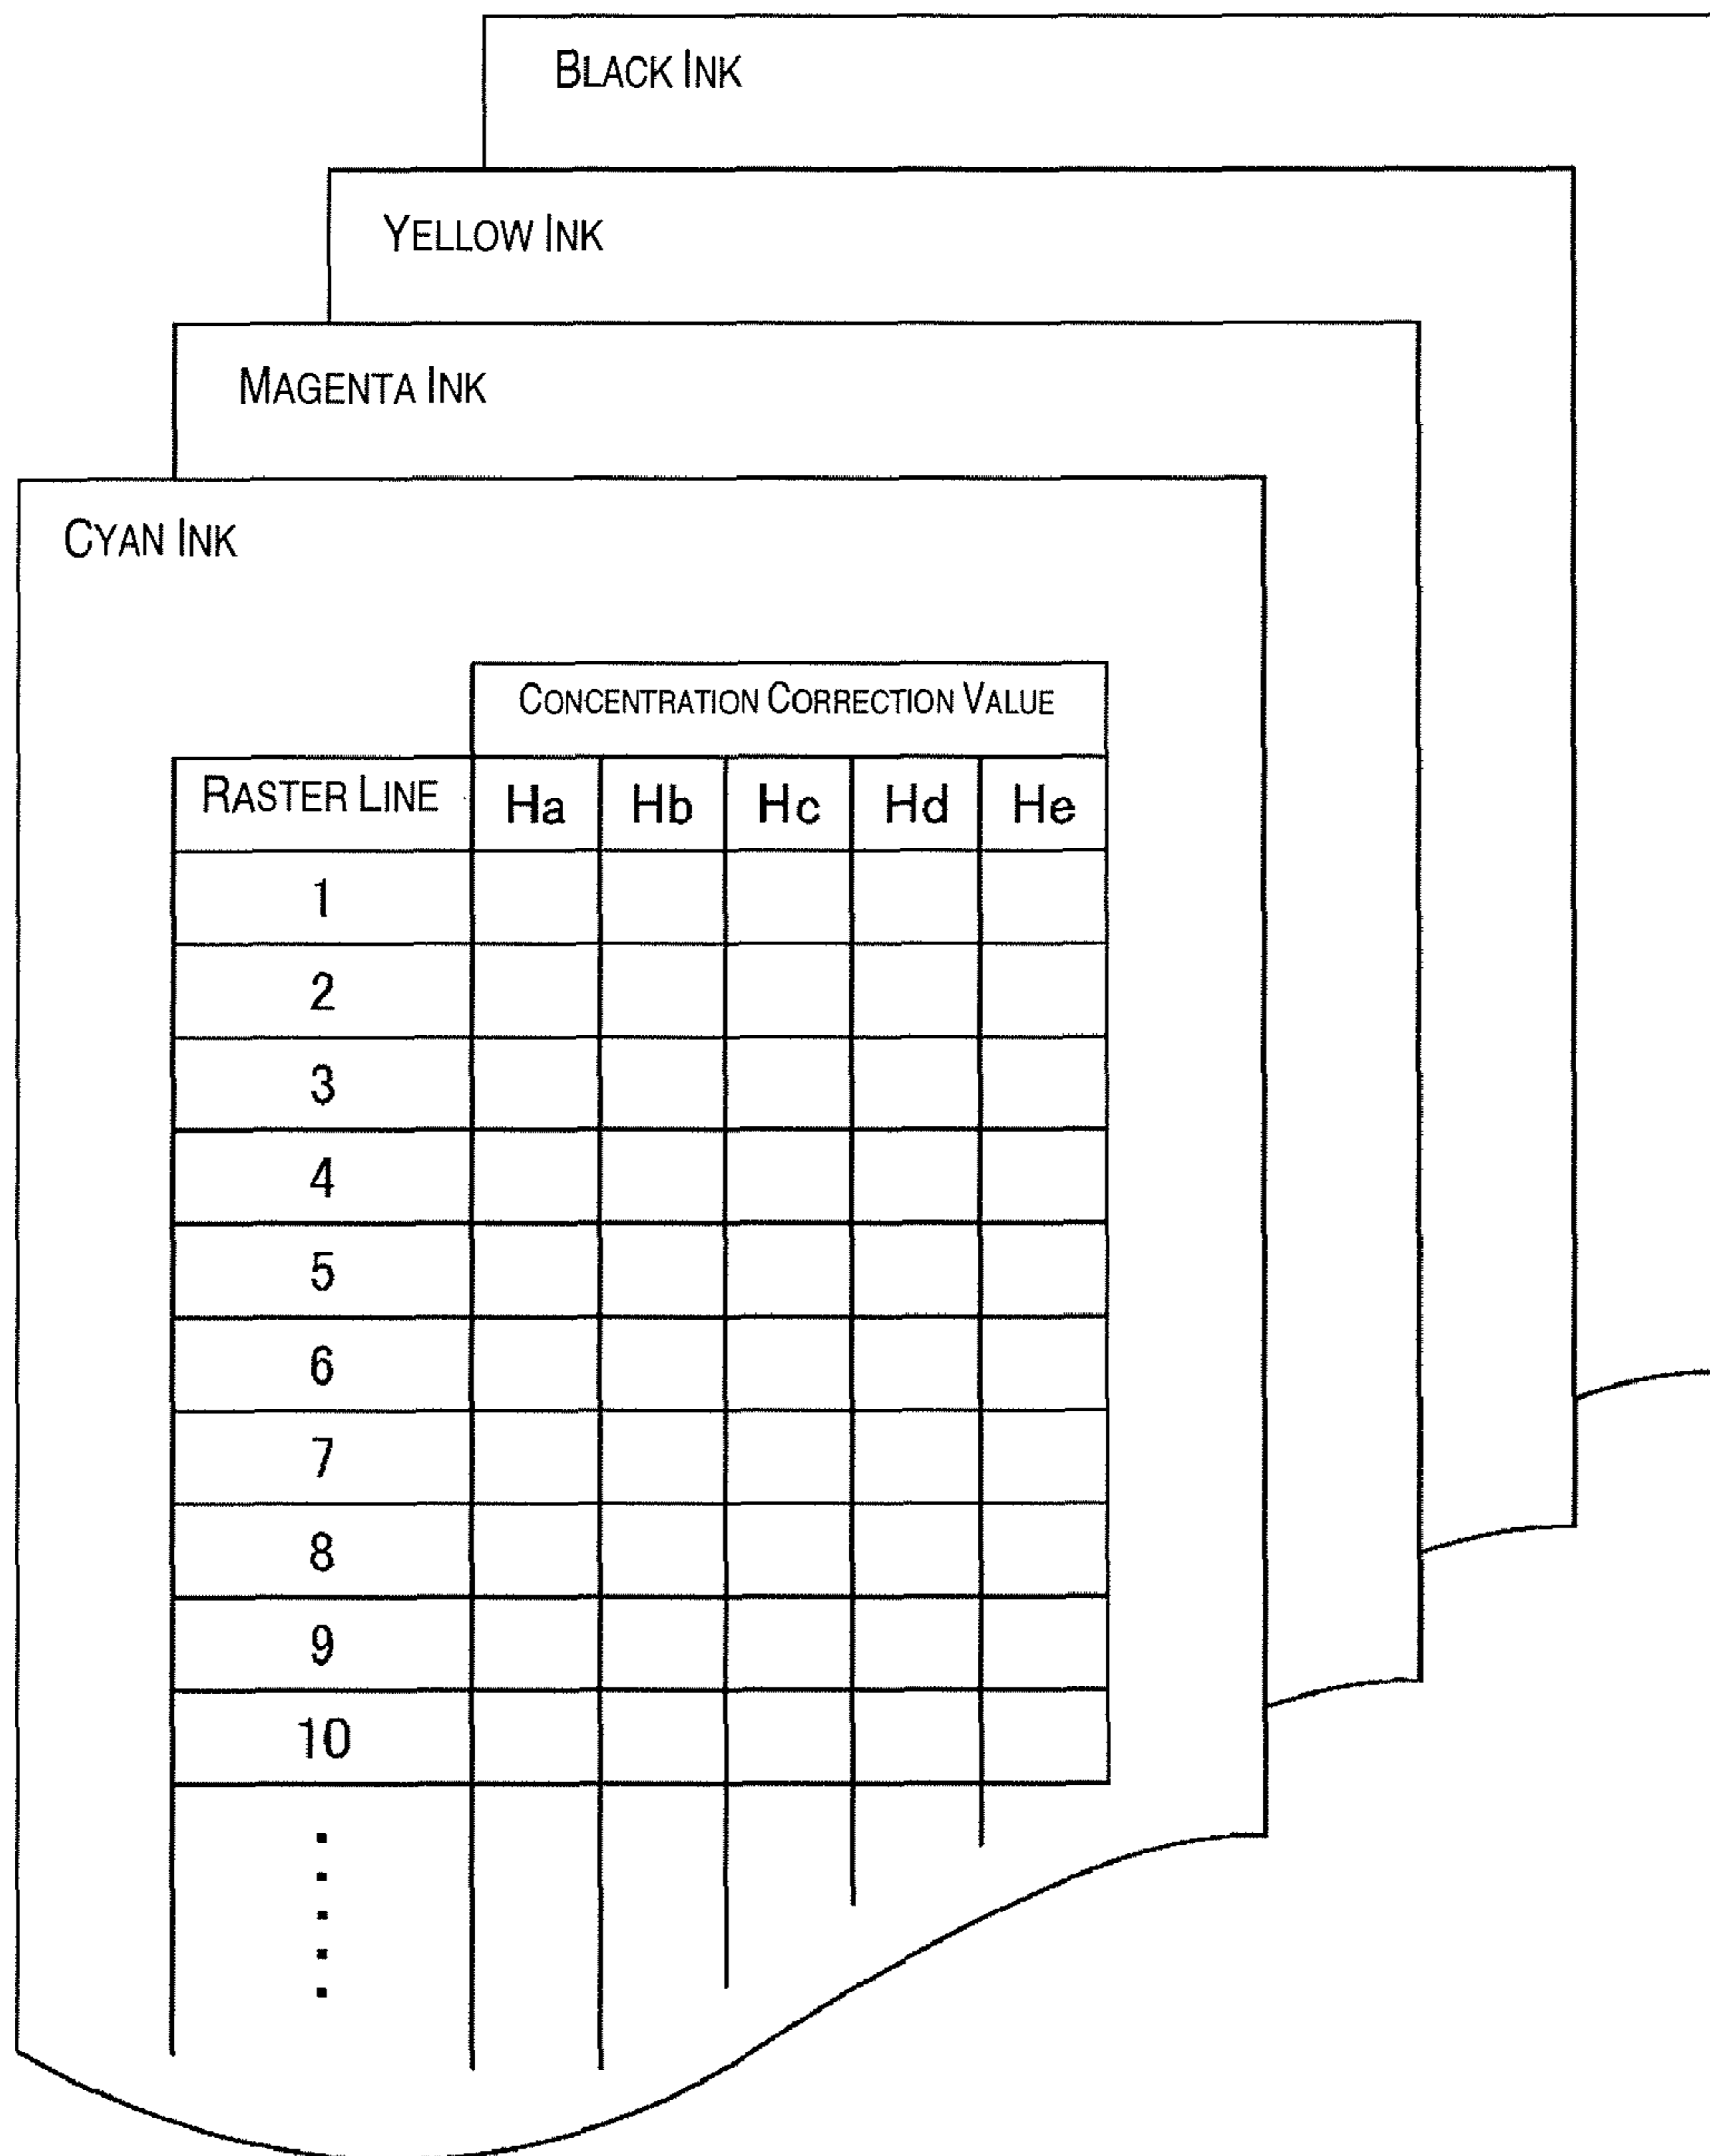 BLACK INK
YELLOW INK
MAGENTA INK
CYAN INK
CONCENTRATION CORRECTION VALUE
RASTER LINE Ha Hb Hc Hd He
1
2
3
4
5
6
7
8
9
10